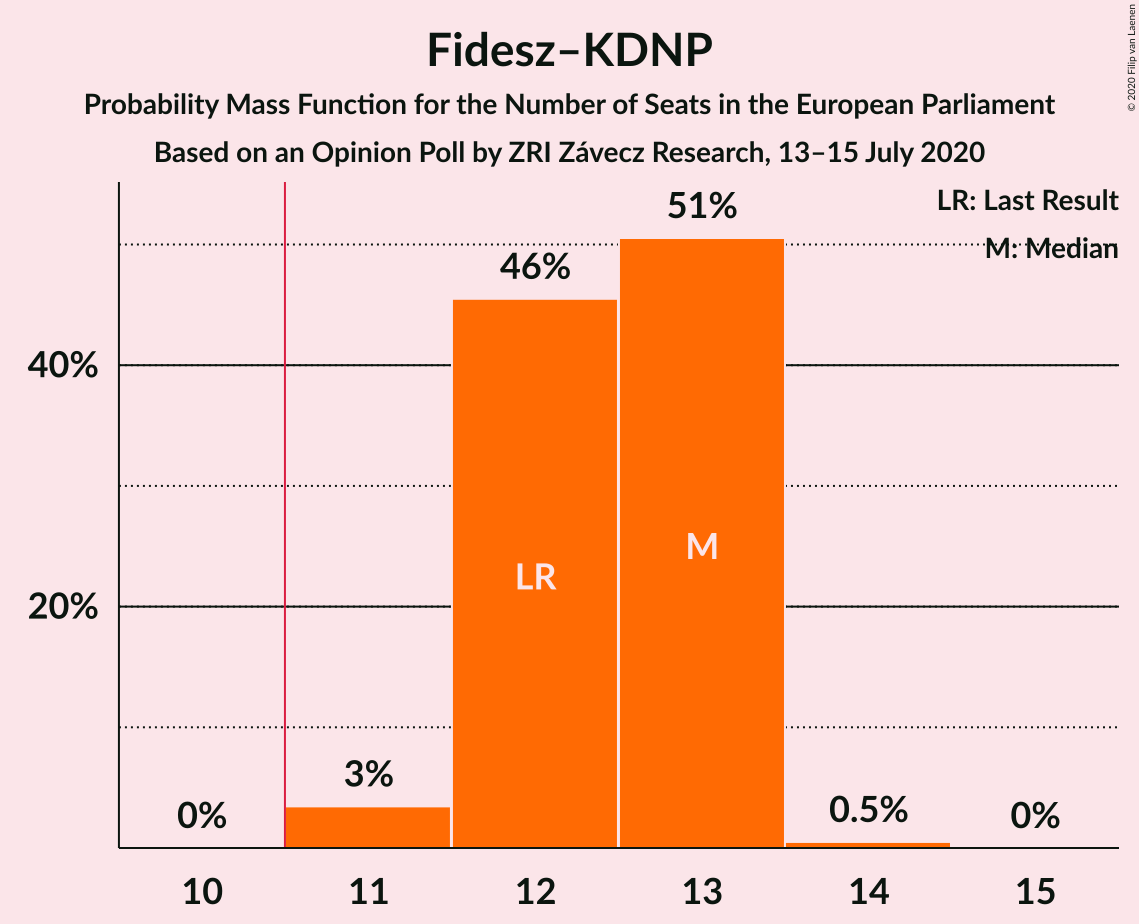 Fidesz–KDNP
Probability Mass Function for the Number of Seats in the European Parliament
Based on an Opinion Poll by ZRI Závecz Research, 13–15 July 2020
© 2020 Filip van Laenen
LR: Last Result
M: Median
51%
46%
40%
M
LR
20%
3%
0%
0.5%
0%
10 11 12 13 14 15